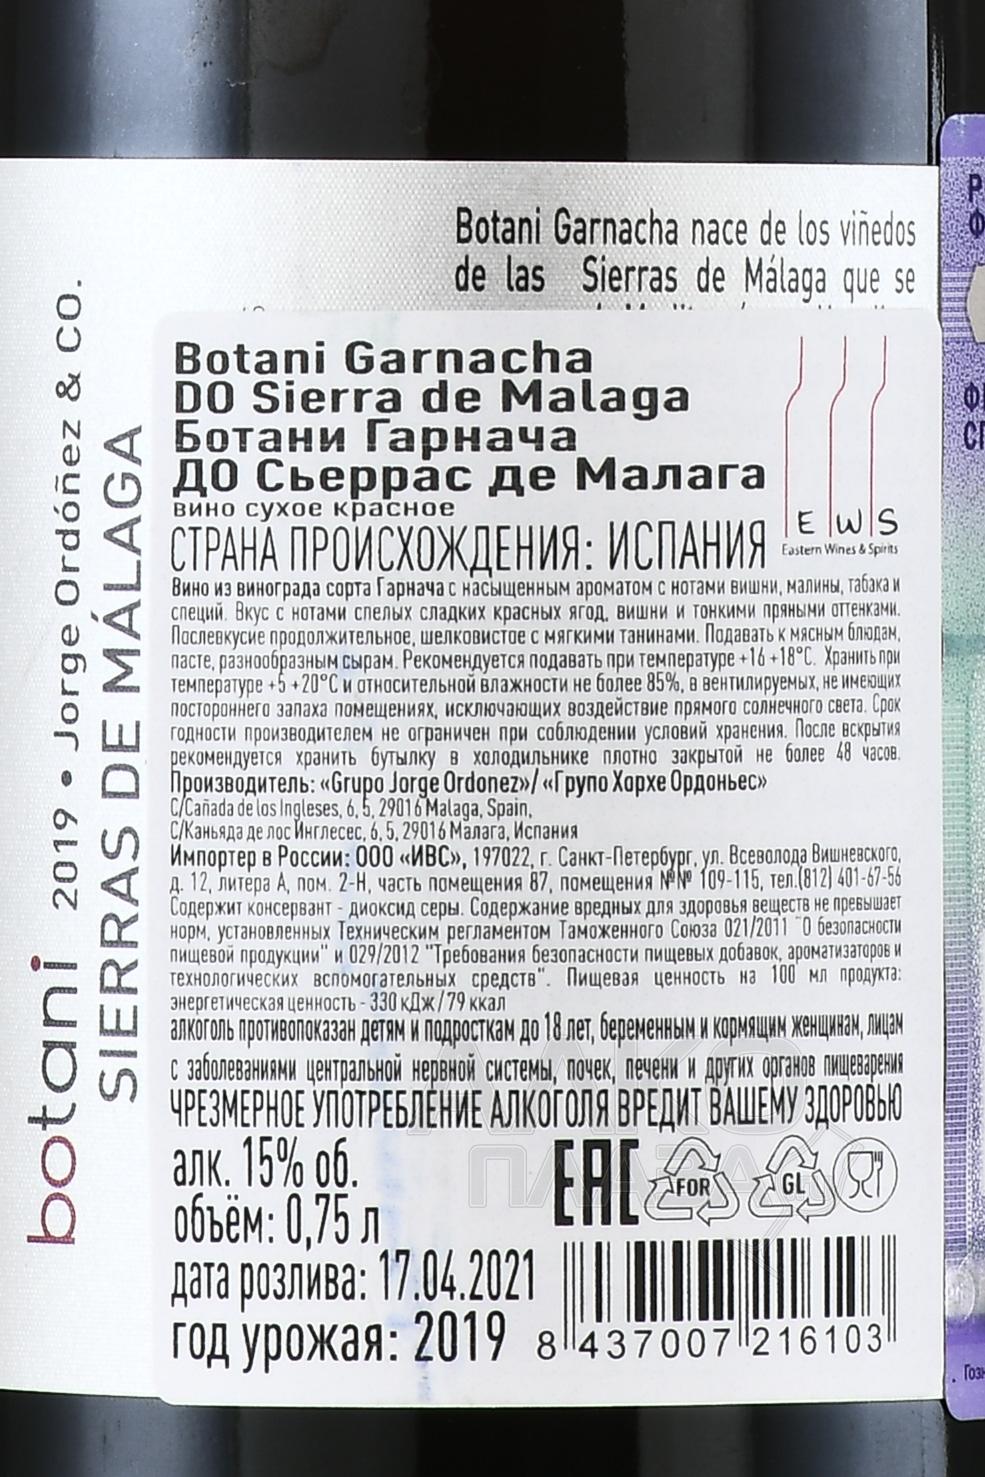 Botani Garnacha nace de los viñedos
de las Sierras de Málaga que se
botani 2019 • Jorge Ordóñez & CO.
SIERRAS DE MÁLAGA
Botani Garnacha
DO Sierra de Malaga
Ботани Гарнача
ДО Сьеррас де Малага
вино сухое красное
СТРАНА ПРОИСХОЖДЕНИЯ: ИСПАНИЯ
E W S
Eastern Wines & Spirits
Вино из винограда сорта Гарнача с насыщенным ароматом с нотами вишни, малины, табака и
специй. Вкус с нотами спелых сладких красных ягод, вишни и тонкими пряными оттенками.
Послевкусие продолжительное, шелковистое с мягкими танинами. Подавать к мясным блюдам,
пасте, разнообразным сырам. Рекомендуется подавать при температуре +16 +18°С. Хранить при
температуре +5 +20°С и относительной влажности не более 85%, в вентилируемых, не имеющих
постороннего запаха помещениях, исключающих воздействие прямого солнечного света. Срок
годности производителем не ограничен при соблюдении условий хранения. После вскрытия
рекомендуется хранить бутылку в холодильнике плотно закрытой не более 48 часов.
Производитель: «Grupo Jorge Ordonez»/ «Групо Хорхе Ордоньес»
C/Cañada de los Ingleses, 6, 5, 29016 Malaga, Spain,
С/Каньяда де лос Инглесес, 6, 5, 29016 Малага, Испания
Импортер в России: ООО «ИВС», 197022, г. Санкт-Петербург, ул. Всеволода Вишневского,
д. 12, литера А, пом. 2-Н, часть помещения 87, помещения №№ 109-115, тел.(812) 401-67-56
Содержит консервант - диоксид серы. Содержание вредных для здоровья веществ не превышает
норм, установленных Техническим регламентом Таможенного Союза 021/2011 "О безопасности
пищевой продукции" и 029/2012 "Требования безопасности пищевых добавок, ароматизаторов и
технологических вспомогательных средств". Пищевая ценность на 100 мл продукта:
энергетическая ценность - 330 кДж/79 ккал
алкоголь противопоказан детям и подросткам до 18 лет, беременным и кормящим женщинам, лицам
с заболеваниями центральной нервной системы, почек, печени и других органов пищеварения
ЧРЕЗМЕРНОЕ УПОТРЕБЛЕНИЕ АЛКОГОЛЯ ВРЕДИТ ВАШЕМУ ЗДОРОВЬЮ
алк. 15% об.
объём: 0,75 л
дата розлива: 17.04.2021
год урожая: 2019
EAC
FOR
GL
8 437007 216103
АЛКО
ПЛАЗА